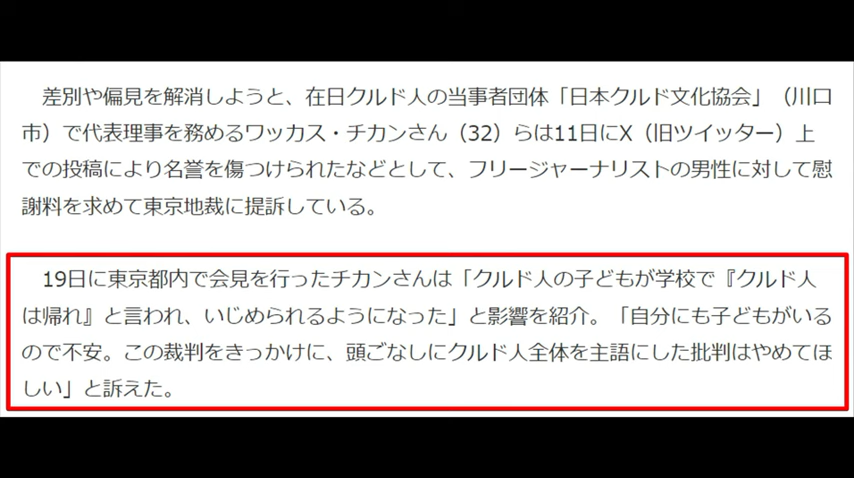 差別や偏見を解消しようと、在日クルド人の当事者団体「日本クルド文化協会」（川口
市）で代表理事を務めるワッカス・チカンさん（32）らは11日にX（旧ツイッター）上
での投稿により名誉を傷つけられたなどとして、フリージャーナリストの男性に対して慰
謝料を求めて東京地裁に提訴している。
19日に東京都内で会見を行ったチカンさんは「クルド人の子どもが学校で『クルド人
は帰れ』と言われ、いじめられるようになった」と影響を紹介。「自分にも子どもがいる
ので不安。この裁判をきっかけに、頭ごなしにクルド人全体を主語にした批判はやめてほ
しい」と訴えた。